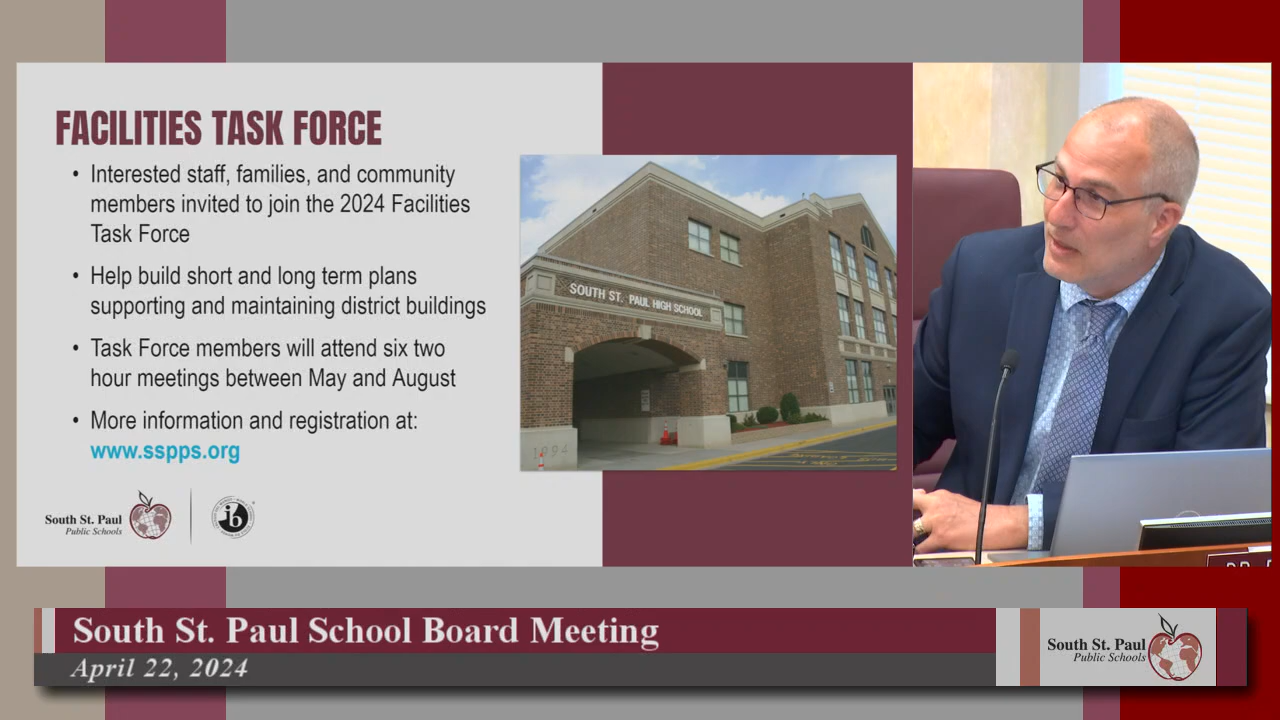 FACILITIES TASK FORCE
• Interested staff, families, and community
members invited to join the 2024 Facilities
Task Force
• Help build short and long term plans
supporting and maintaining district buildings
• Task Force members will attend six two
hour meetings between May and August
• More information and registration at:
www.sspps.org
South St. Paul
Public Schools
ib
SOUTH ST. PAUL HIGH SCHOOL
1994
South St. Paul School Board Meeting
April 22, 2024
South St. Paul
Public Schools